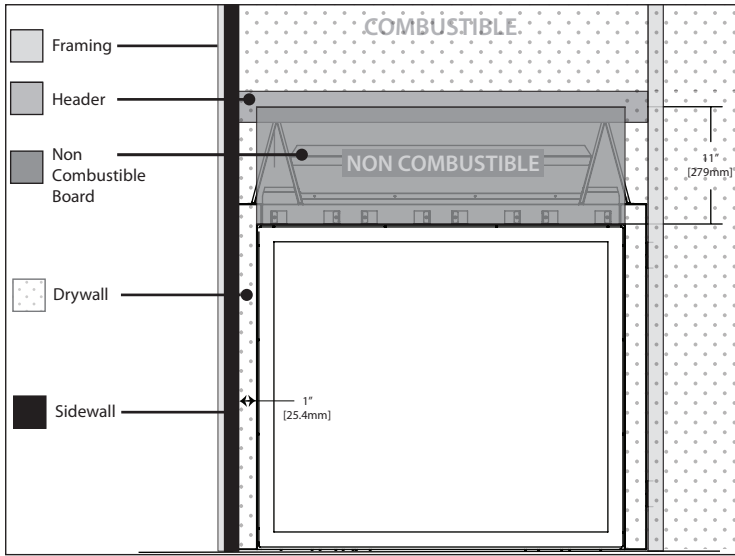 COMBUSTIBLE
Framing
Header
Non
Combustible
Board
NON COMBUSTIBLE
11"
[279mm]
Drywall
1"
[25.4mm]
Sidewall